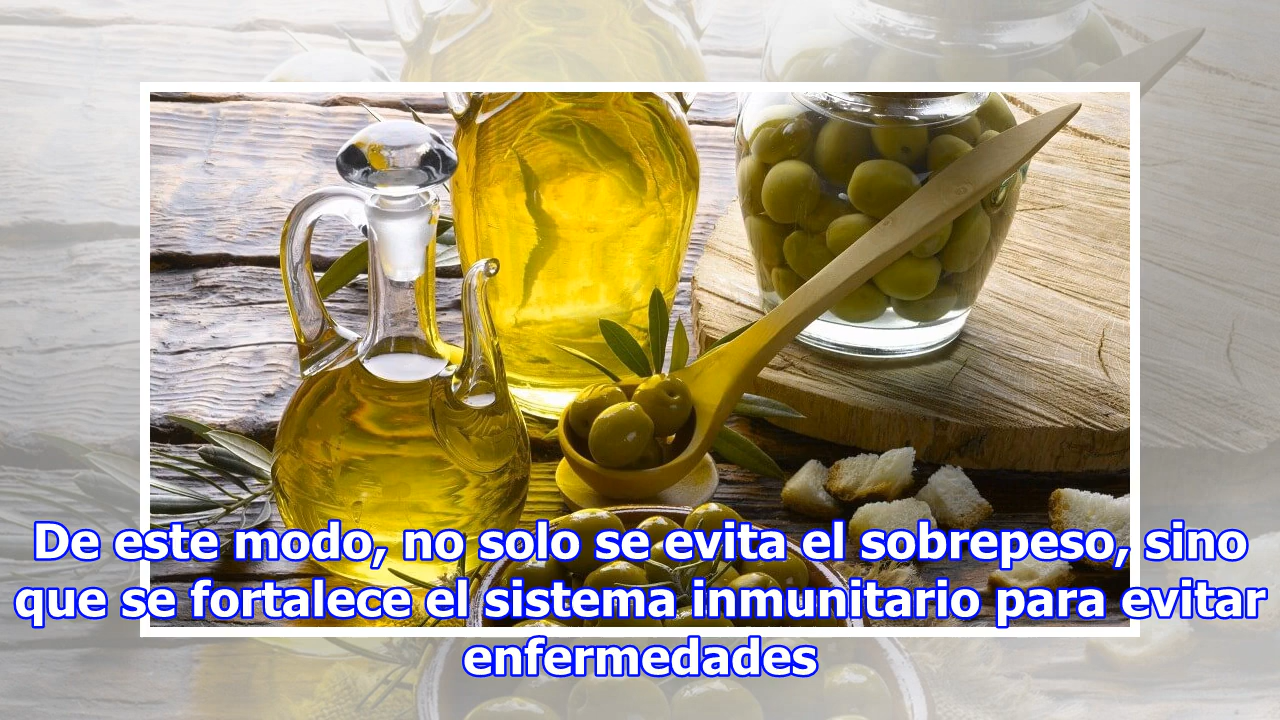 De este modo, no solo se evita el sobrepeso, sino
que se fortalece el sistema inmunitario para evitar
enfermedades